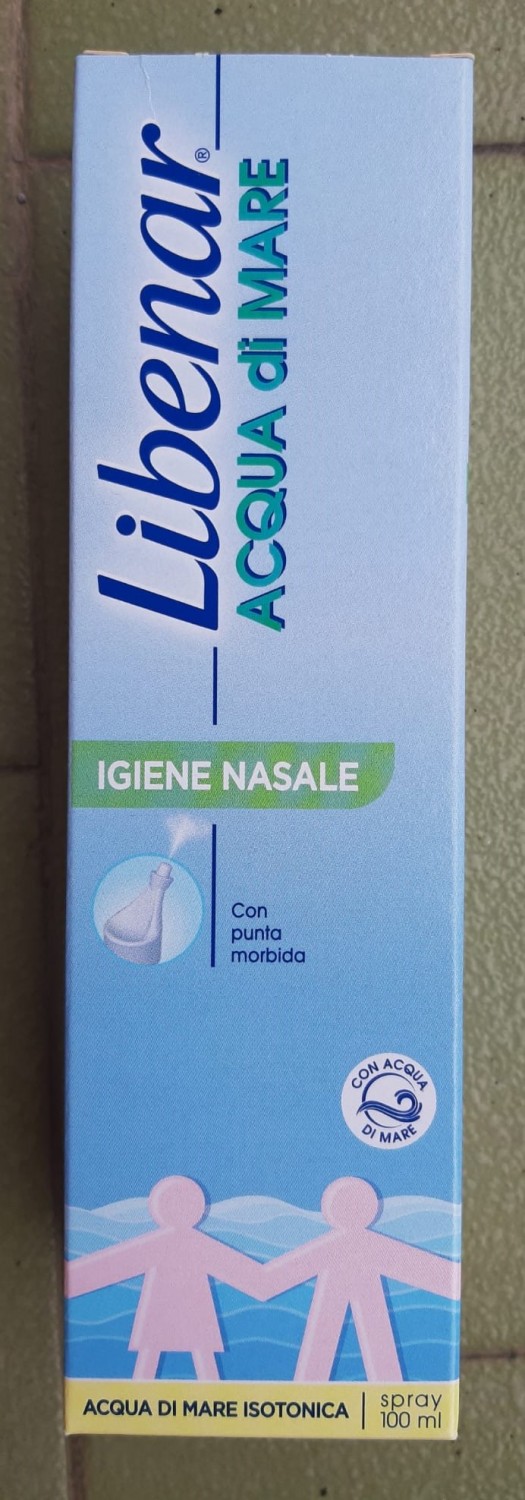 Libenar®
ACQUA di MARE
IGIENE NASALE
Con
punta
morbida
CON ACQUA
DI MARE
ACQUA DI MARE ISOTONICA
spray
100 ml